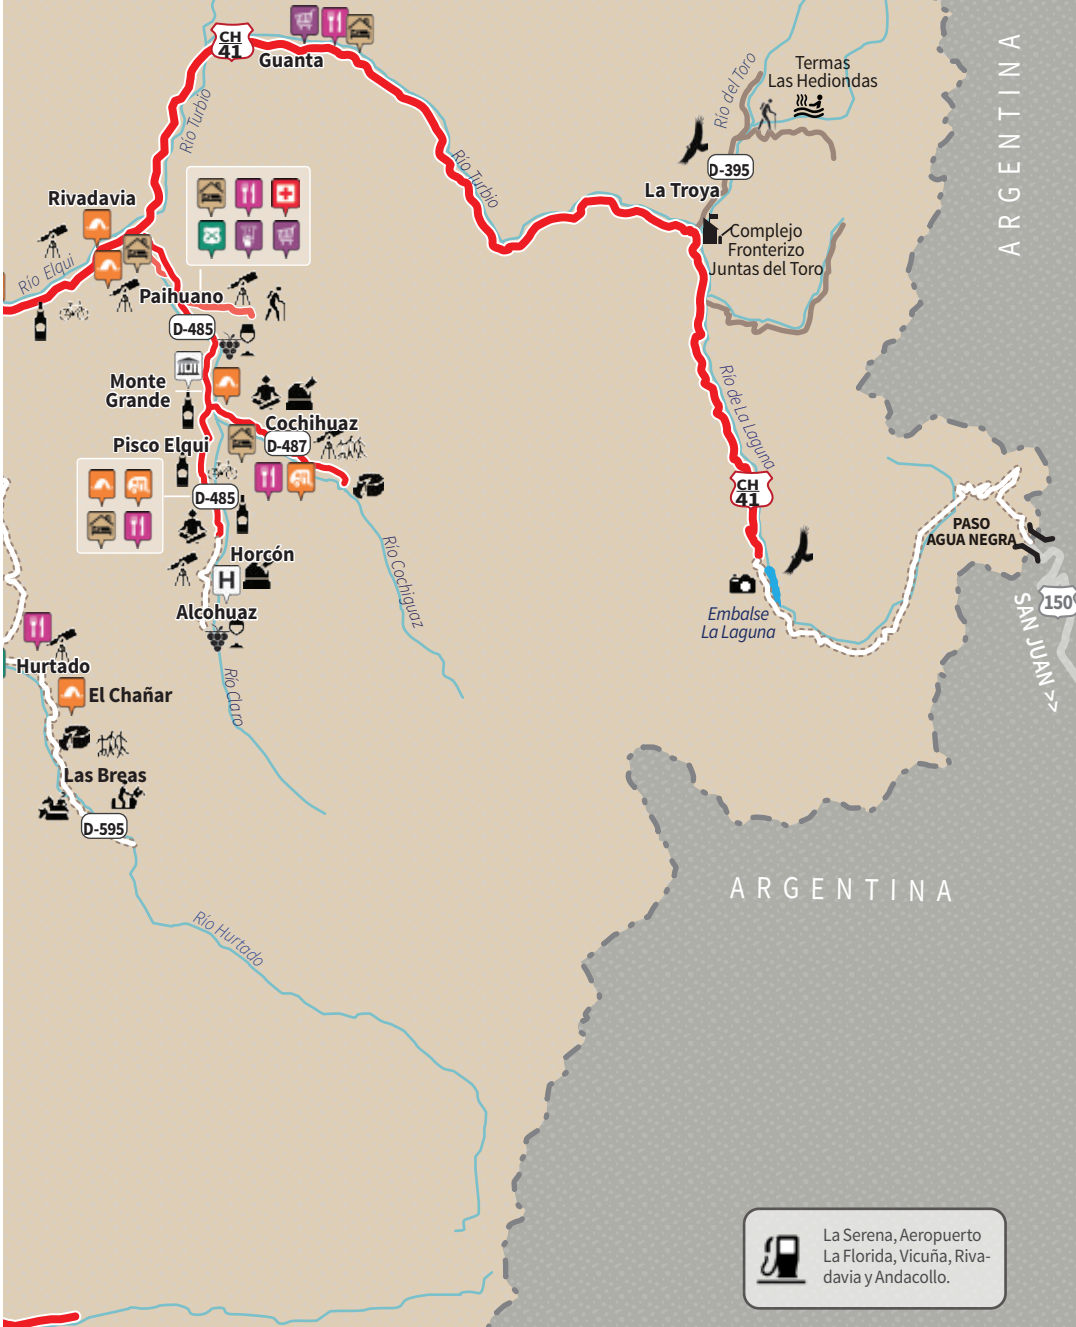 CH
41
Guanta
Río Turbio
Río Turbio
Río del Toro
Termas
Las Hediondas
ARGENTINA
D-395
La Troya
Complejo
Fronterizo
Juntas del Toro
Rivadavia
Río Elqui
Paihuano
D-485
Monte
Grande
Cochihuaz
D-487
Pisco Elqui
D-485
Horcón
H
Alcohuaz
Río Cochiguaz
Río Claro
Río de La Laguna
CH
41
PASO
AGUA NEGRA
150
SAN JUAN >>
Embalse
La Laguna
Hurtado
El Chañar
Las Breas
D-595
Río Hurtado
ARGENTINA
La Serena, Aeropuerto
La Florida, Vicuña, Riva-
davia y Andacollo.